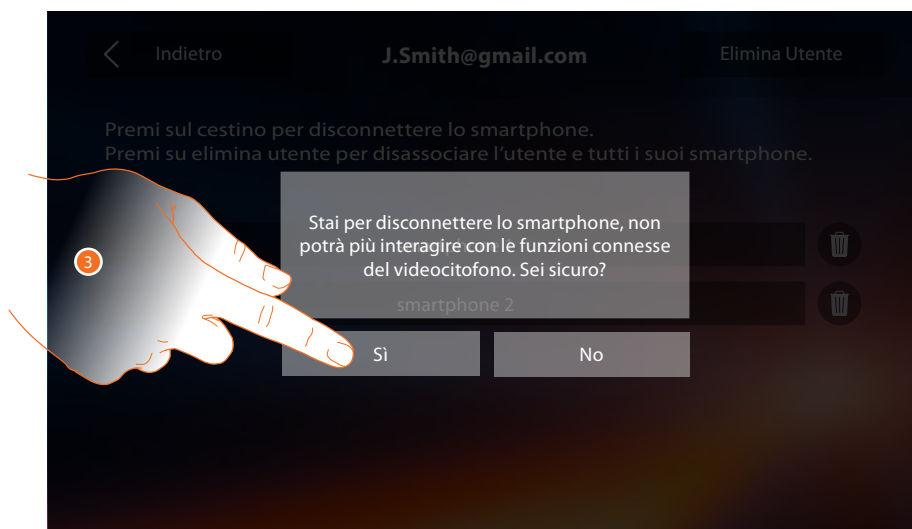 Indietro
J.Smith@gmail.com
Elimina Utente
Premi sul cestino per disconnettere lo smartphone.
Premi su elimina utente per disassociare l'utente e tutti i suoi smartphone.
Stai per disconnettere lo smartphone, non
potrà più interagire con le funzioni connesse
del videocitofono. Sei sicuro?
3
smartphone 2
Sì
No